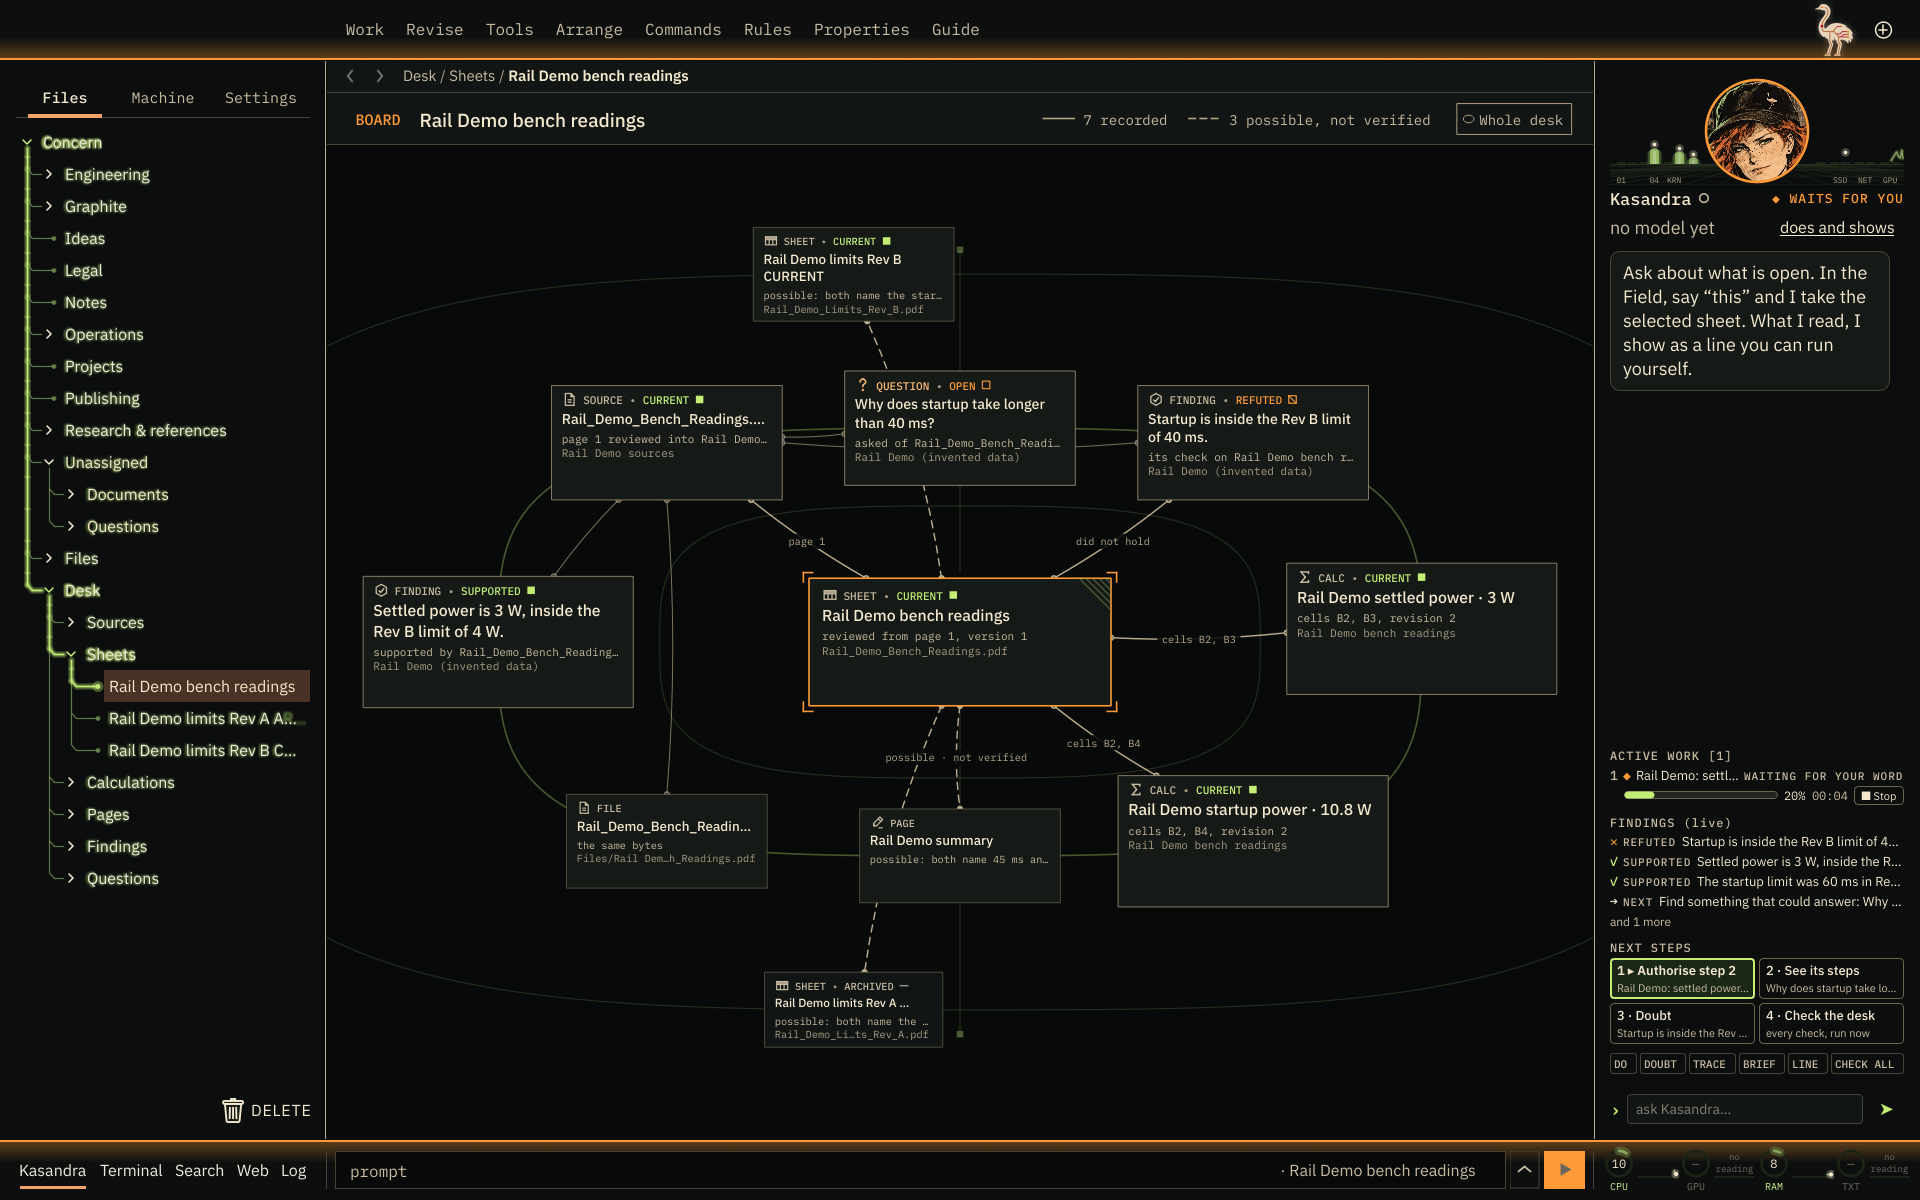 Work Revise Tools Arrange Commands Rules Properties Guide
Files Machine Settings
Concern
Engineering
Graphite
Ideas
Legal
Notes
Operations
Projects
Publishing
Research & references
Unassigned
Documents
Questions
Files
Desk
Sources
Sheets
Rail Demo bench readings
Rail Demo limits Rev A A...
Rail Demo limits Rev B C...
Calculations
Pages
Findings
Questions
DELETE
Desk / Sheets / Rail Demo bench readings
BOARD Rail Demo bench readings
7 recorded 3 possible, not verified Whole desk
SHEET • CURRENT
Rail Demo limits Rev B
CURRENT
possible: both name the star…
Rail_Demo_Limits_Rev_B.pdf
SOURCE • CURRENT
Rail_Demo_Bench_Readings....
page 1 reviewed into Rail Demo…
Rail Demo sources
? QUESTION • OPEN
Why does startup take longer
than 40 ms?
asked of Rail_Demo_Bench_Readi…
Rail Demo (invented data)
FINDING • REFUTED
Startup is inside the Rev B limit
of 40 ms.
its check on Rail Demo bench r…
Rail Demo (invented data)
page 1
did not hold
FINDING • SUPPORTED
Settled power is 3 W, inside the
Rev B limit of 4 W.
supported by Rail_Demo_Bench_Reading…
Rail Demo (invented data)
SHEET • CURRENT
Rail Demo bench readings
reviewed from page 1, version 1
Rail_Demo_Bench_Readings.pdf
cells B2, B3
Σ CALC • CURRENT
Rail Demo settled power · 3 W
cells B2, B3, revision 2
Rail Demo bench readings
possible · not verified
cells B2, B4
FILE
Rail_Demo_Bench_Readin...
the same bytes
Files/Rail Dem…h_Readings.pdf
PAGE
Rail Demo summary
possible: both name 45 ms an…
Σ CALC • CURRENT
Rail Demo startup power · 10.8 W
cells B2, B4, revision 2
Rail Demo bench readings
SHEET • ARCHIVED —
Rail Demo limits Rev A ...
possible: both name the …
Rail_Demo_Li…ts_Rev_A.pdf
01 04 KRN SSD NET GPU
Kasandra WAITS FOR YOU
no model yet does and shows
Ask about what is open. In the
Field, say “this” and I take the
selected sheet. What I read, I
show as a line you can run
yourself.
ACTIVE WORK [1]
1 ◆ Rail Demo: settl... WAITING FOR YOUR WORD
20% 00:04 Stop
FINDINGS (live)
× REFUTED Startup is inside the Rev B limit of 4...
√ SUPPORTED Settled power is 3 W, inside the R...
√ SUPPORTED The startup limit was 60 ms in Re...
→ NEXT Find something that could answer: Why ...
and 1 more
NEXT STEPS
1 ▸ Authorise step 2
Rail Demo: settled power...
2 · See its steps
Why does startup take lo...
3 · Doubt
Startup is inside the Rev ...
4 · Check the desk
every check, run now
DO DOUBT TRACE BRIEF LINE CHECK ALL
› ask Kasandra...
Kasandra Terminal Search Web Log
prompt · Rail Demo bench readings
10 CPU
— GPU no reading
8 RAM
— TXT no reading